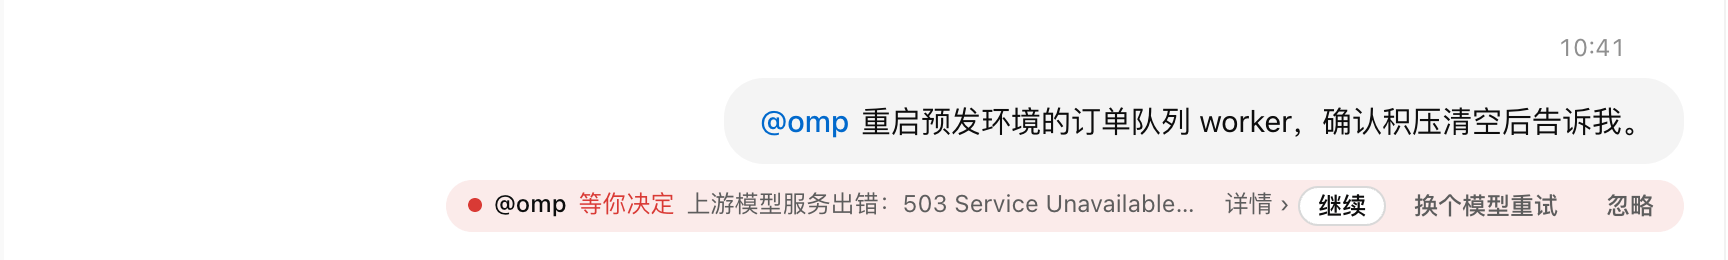 10:41
@omp 重启预发环境的订单队列 worker，确认积压清空后告诉我。
@omp 等你决定 上游模型服务出错：503 Service Unavailable... 详情 › 继续 换个模型重试 忽略